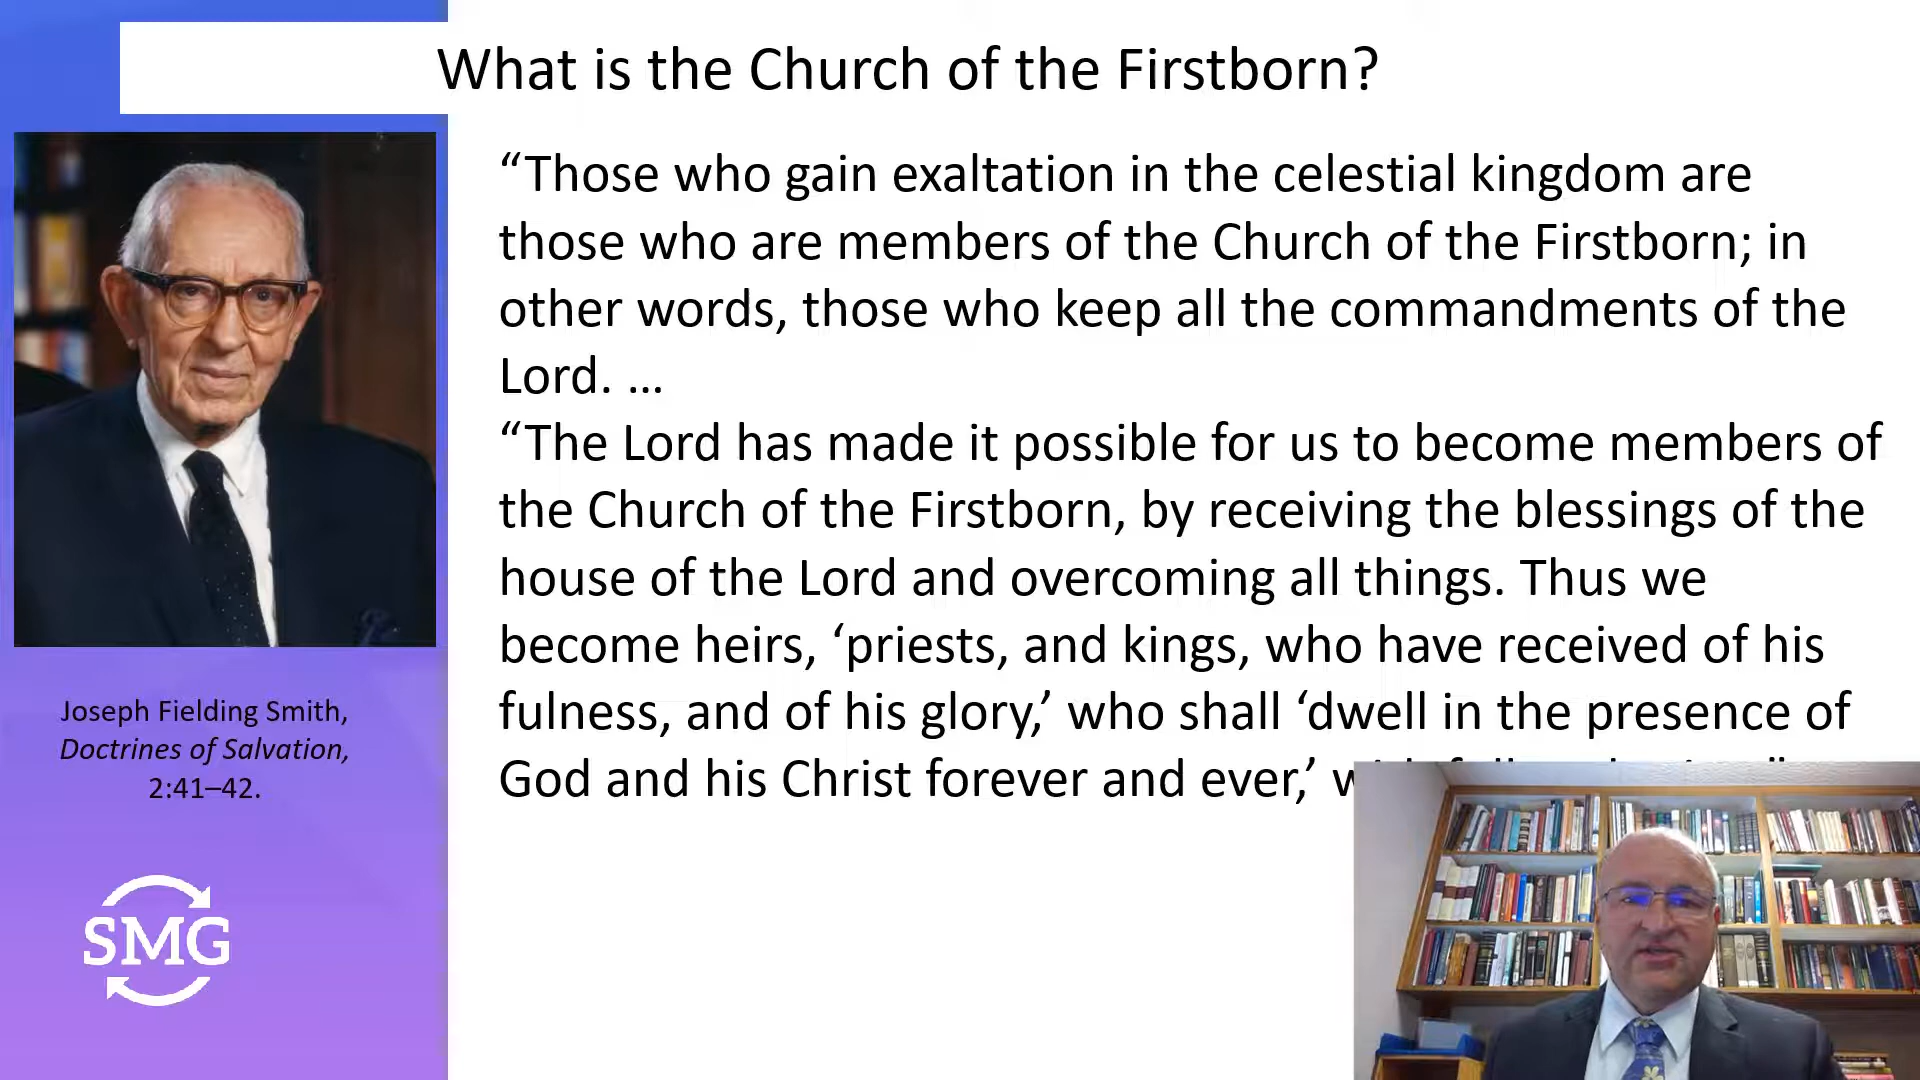 What is the Church of the Firstborn?
“Those who gain exaltation in the celestial kingdom are
those who are members of the Church of the Firstborn; in
other words, those who keep all the commandments of the
Lord. …
“The Lord has made it possible for us to become members of
the Church of the Firstborn, by receiving the blessings of the
house of the Lord and overcoming all things. Thus we
become heirs, ‘priests, and kings, who have received of his
fulness, and of his glory,’ who shall ‘dwell in the presence of
God and his Christ forever and ever,’
Joseph Fielding Smith,
Doctrines of Salvation,
2:41–42.
SMG